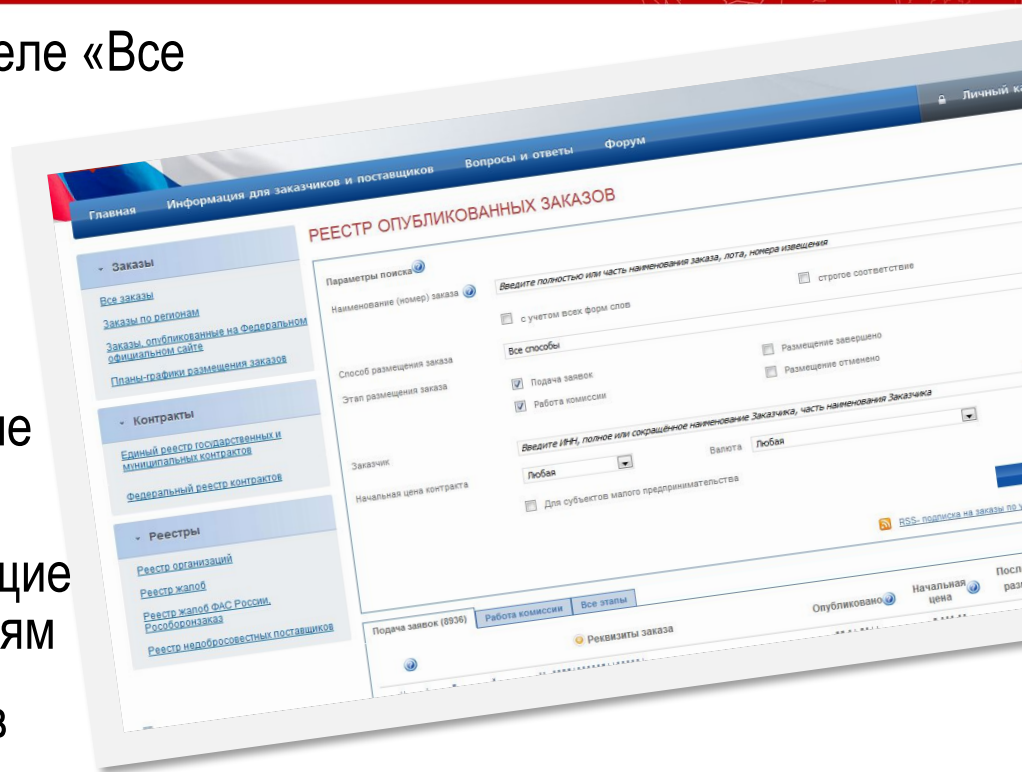 еле «Все
ие
щие
ям
в
Личный ка
Главная Информация для заказчиков и поставщиков Вопросы и ответы Форум
РЕЕСТР ОПУБЛИКОВАННЫХ ЗАКАЗОВ
Заказы
Все заказы
Заказы по регионам
Заказы, опубликованные на Федеральном
официальном сайте
Планы-графики размещения заказов
Контракты
Единый реестр государственных и
муниципальных контрактов
Федеральный реестр контрактов
Реестры
Реестр организаций
Реестр жалоб
Реестр жалоб ФАС России,
Рособоронзаказ
Реестр недобросовестных поставщиков
Параметры поиска
Наименование (номер) заказа Введите полностью или часть наименования заказа, лота, номера извещения
с учетом всех форм слов строгое соответствие
Способ размещения заказа Все способы
Этап размещения заказа Подача заявок Размещение завершено
Работа комиссии Размещение отменено
Заказчик Введите ИНН, полное или сокращённое наименование Заказчика, часть наименования Заказчика
Начальная цена контракта Любая Валюта Любая
Для субъектов малого предпринимательства
RSS- подписка на заказы по у
Подача заявок (8936) Работа комиссии Все этапы
Реквизиты заказа Опубликовано Начальная
цена
Посл
раз